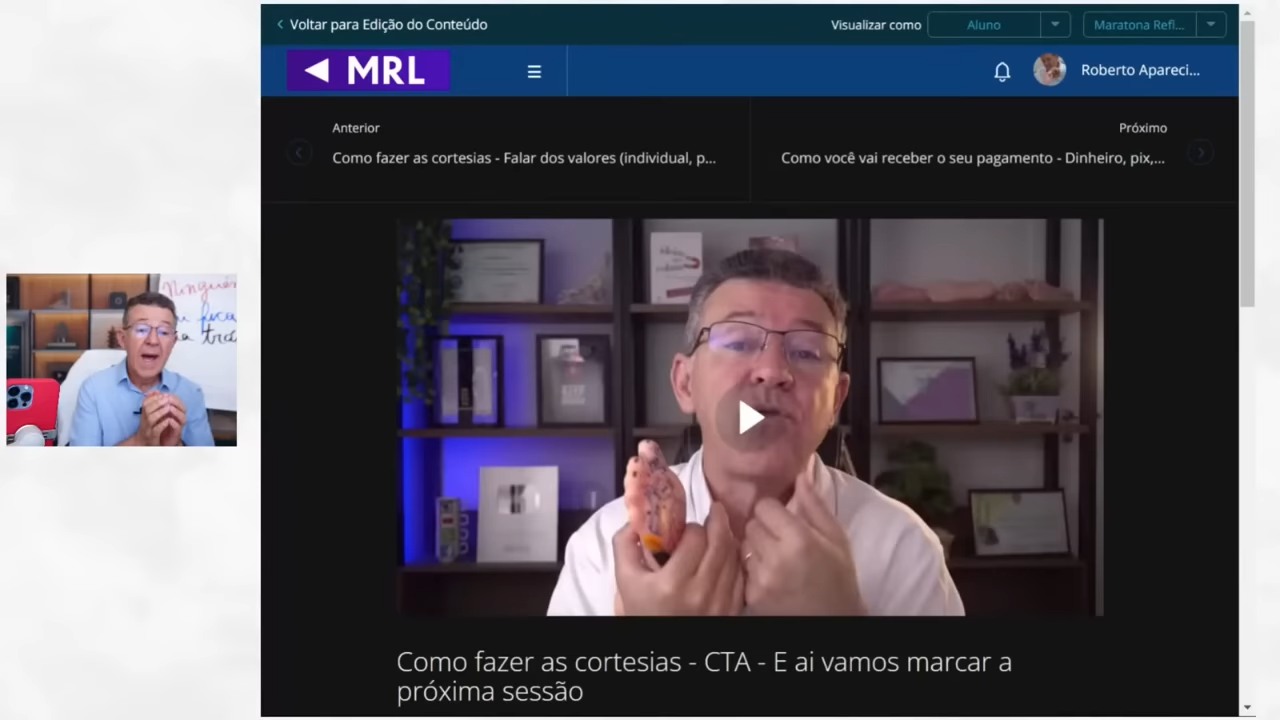 Voltar para Edição do Conteúdo
Visualizar como
Aluno
Maratona Refl...
MRL
Roberto Apareci...
Anterior
Como fazer as cortesias - Falar dos valores (individual, p...
Próximo
Como você vai receber o seu pagamento - Dinheiro, pix,...
Ninguém
Como fazer as cortesias - CTA - E ai vamos marcar a
próxima sessão